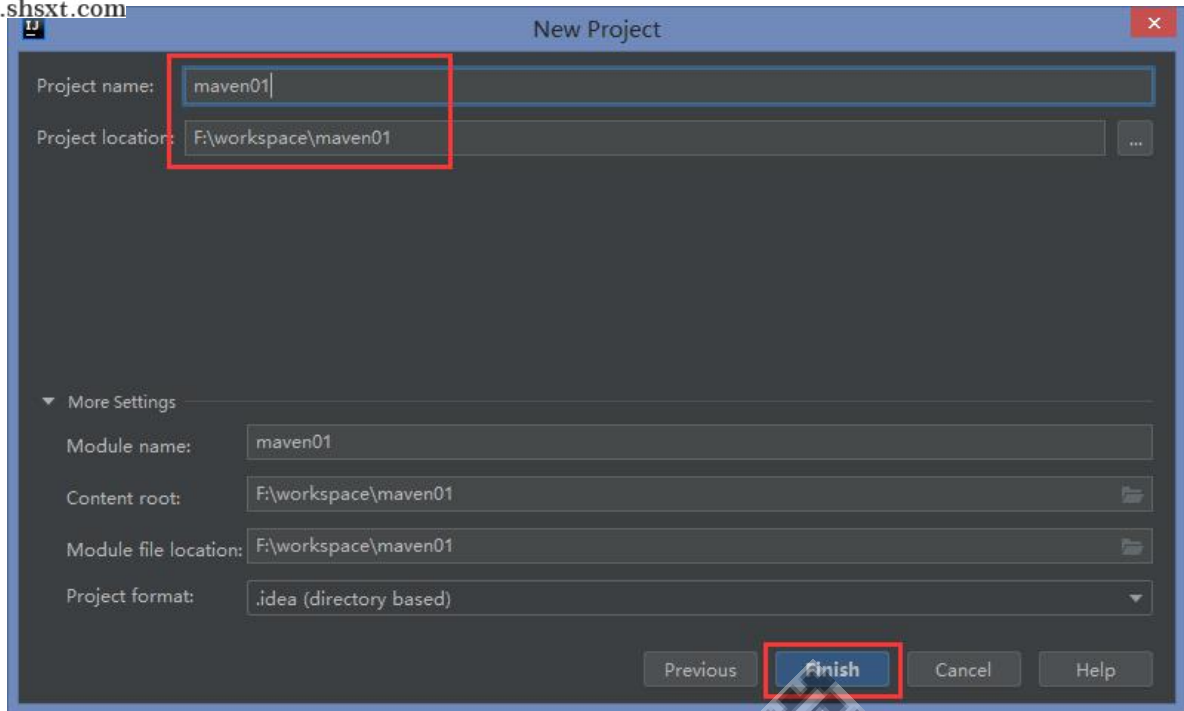 .shsxt.com
IJ
New Project
Project name: maven01
Project location: F:\workspace\maven01 ...
More Settings
Module name: maven01
Content root: F:\workspace\maven01
Module file location: F:\workspace\maven01
Project format: .idea (directory based)
Previous Finish Cancel Help